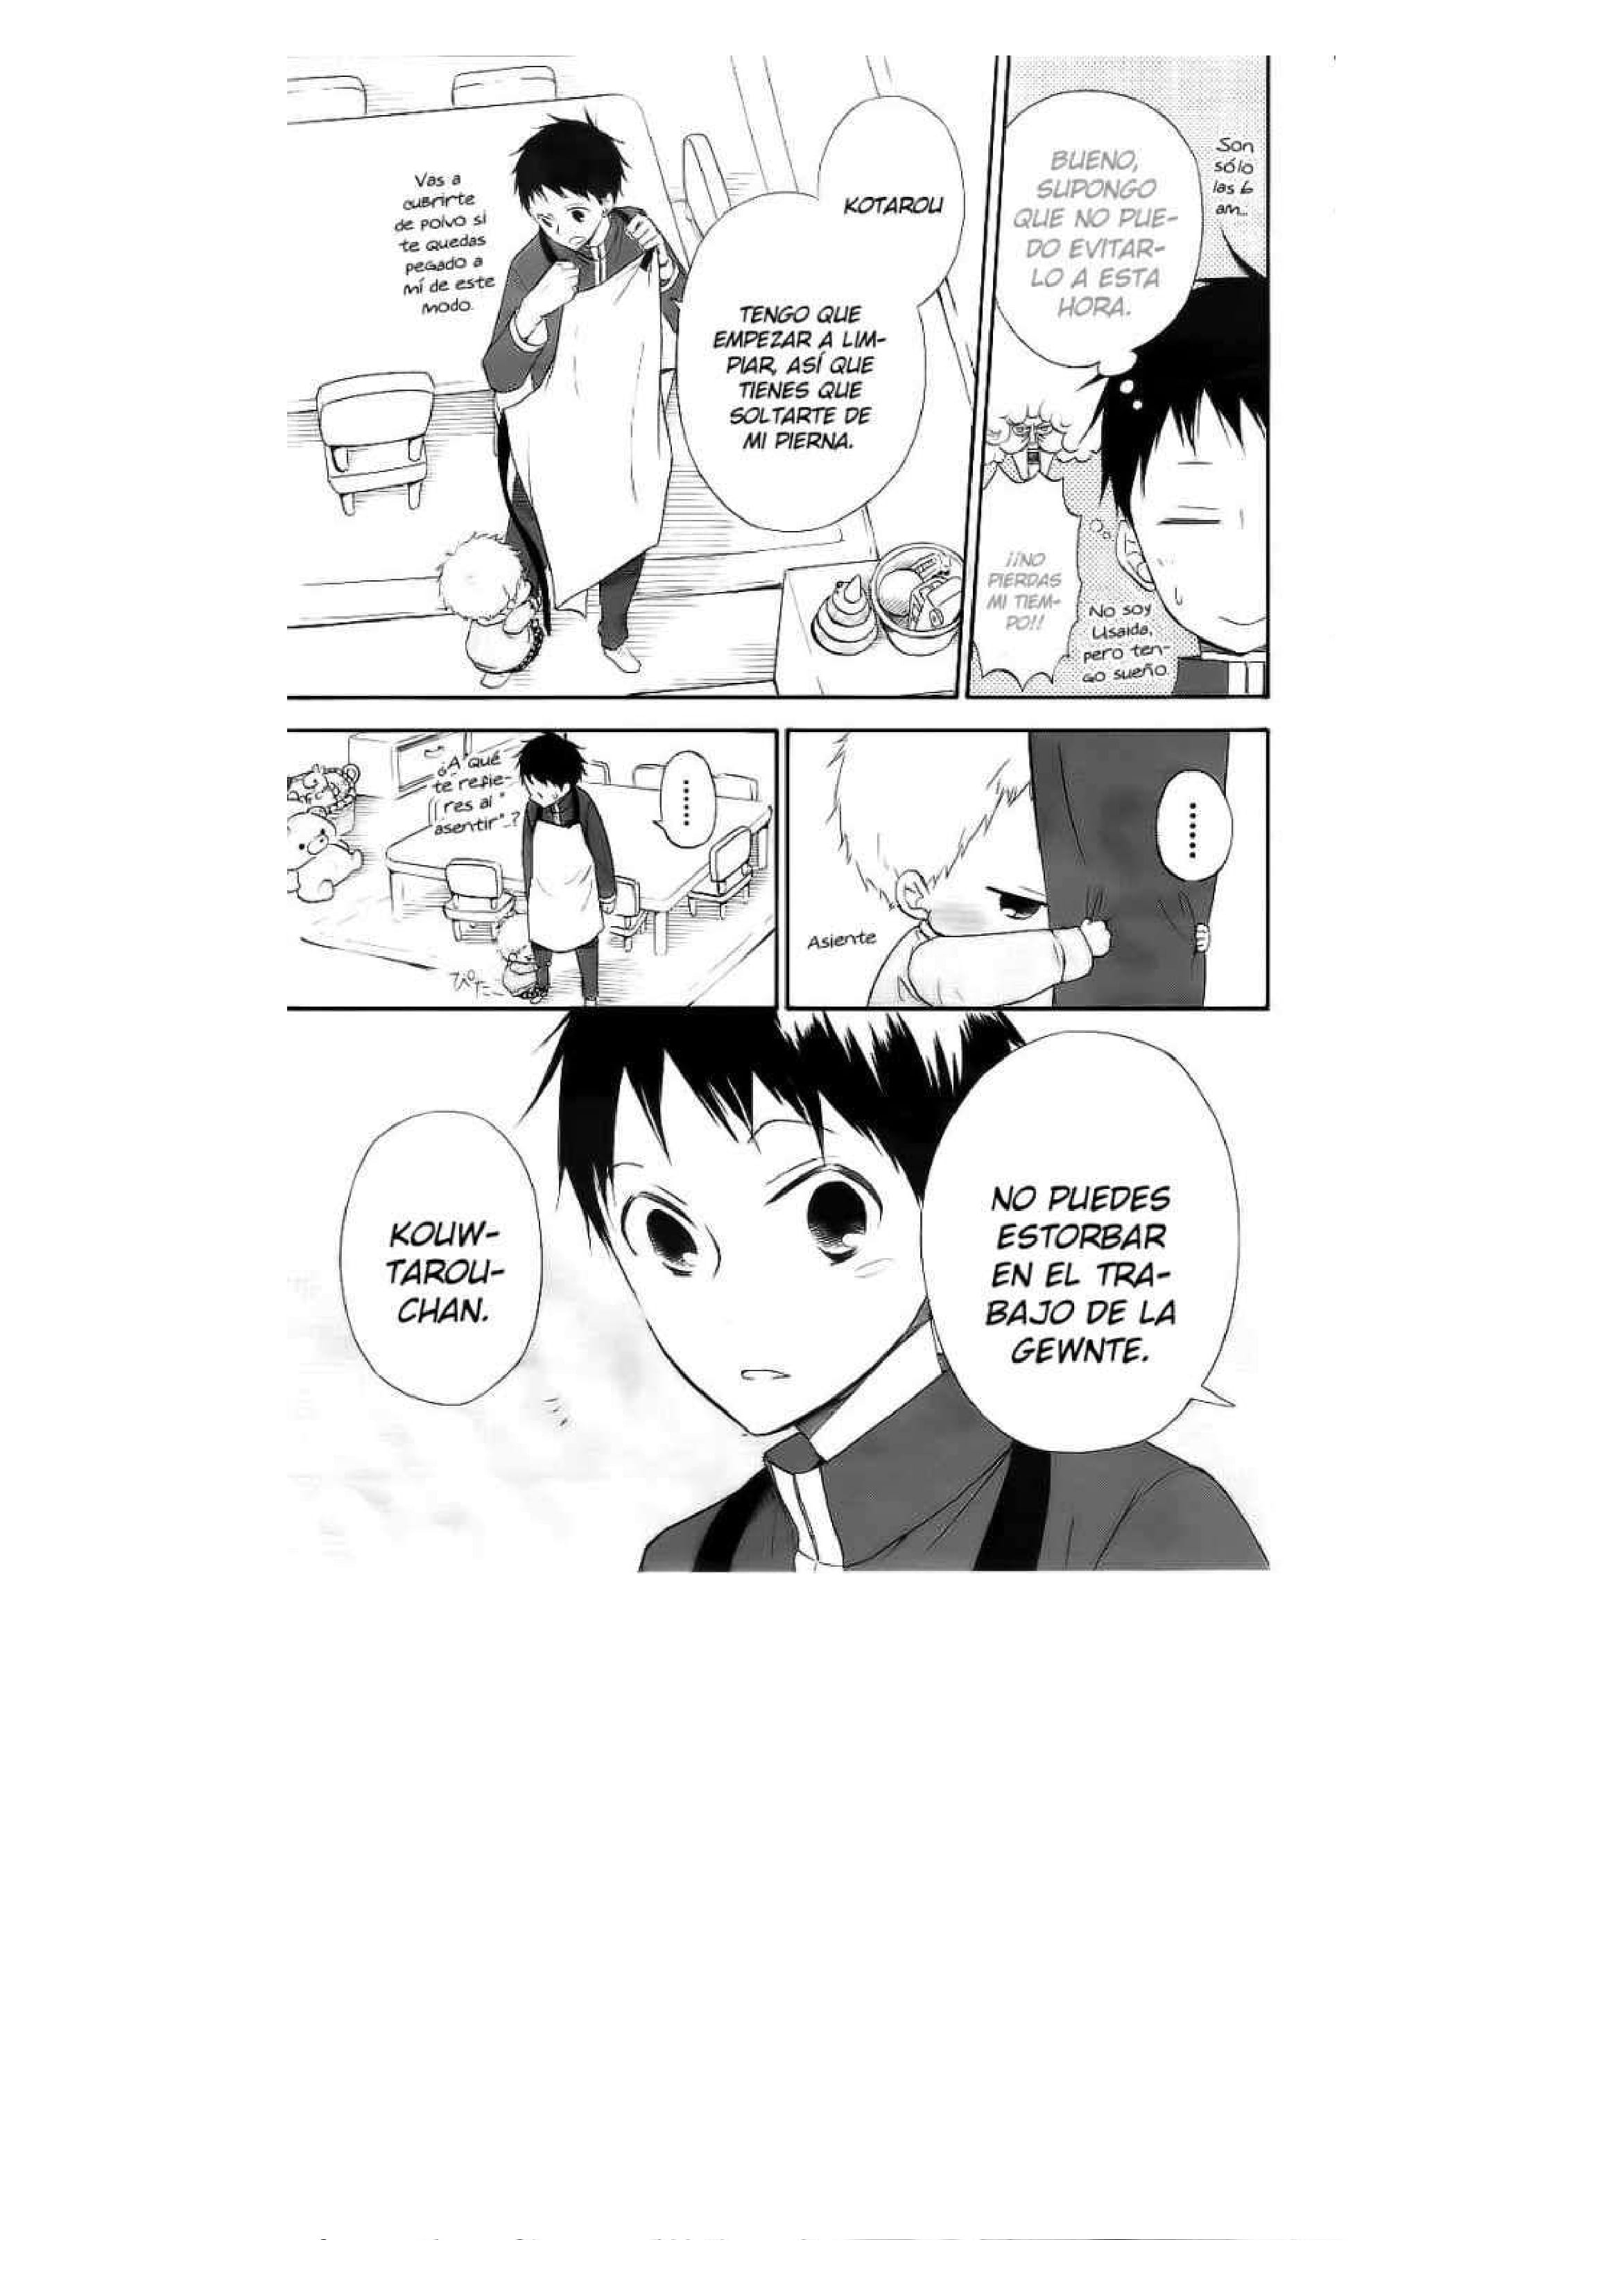 Son
sólo
las 6
am...
BUENO,
SUPONGO
QUE NO PUE-
DO EVITAR-
LO A ESTA
HORA.
¡¡NO
PIERDAS
MI TIEM-
PO!!
No soy
Usaida,
pero ten-
go sueño.
KOTAROU
TENGO QUE
EMPEZAR A LIM-
PIAR, ASÍ QUE
TIENES QUE
SOLTARTE DE
MI PIERNA.
Vas a
cubrirte
de polvo si
te quedas
pegado a
mí de este
modo.
......
Asiente
......
¿A qué
te refie-
res al "
asentir"..?
ぴたー
NO PUEDES
ESTORBAR
EN EL TRA-
BAJO DE LA
GEWNTE.
KOUW-
TAROU-
CHAN.